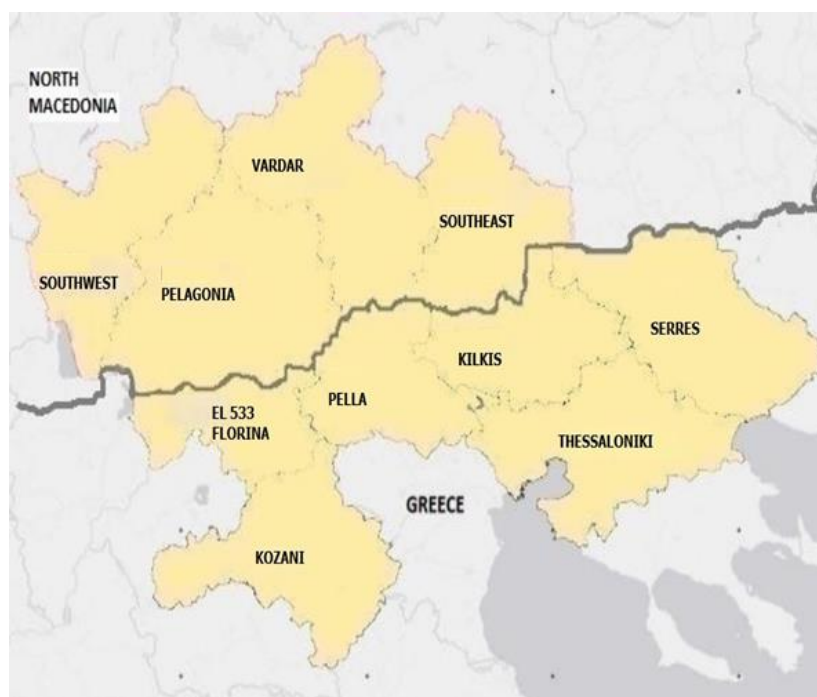 NORTH
MACEDONIA
VARDAR
SOUTHEAST
SOUTHWEST
PELAGONIA
SERRES
KILKIS
PELLA
EL 533
FLORINA
THESSALONIKI
GREECE
KOZANI